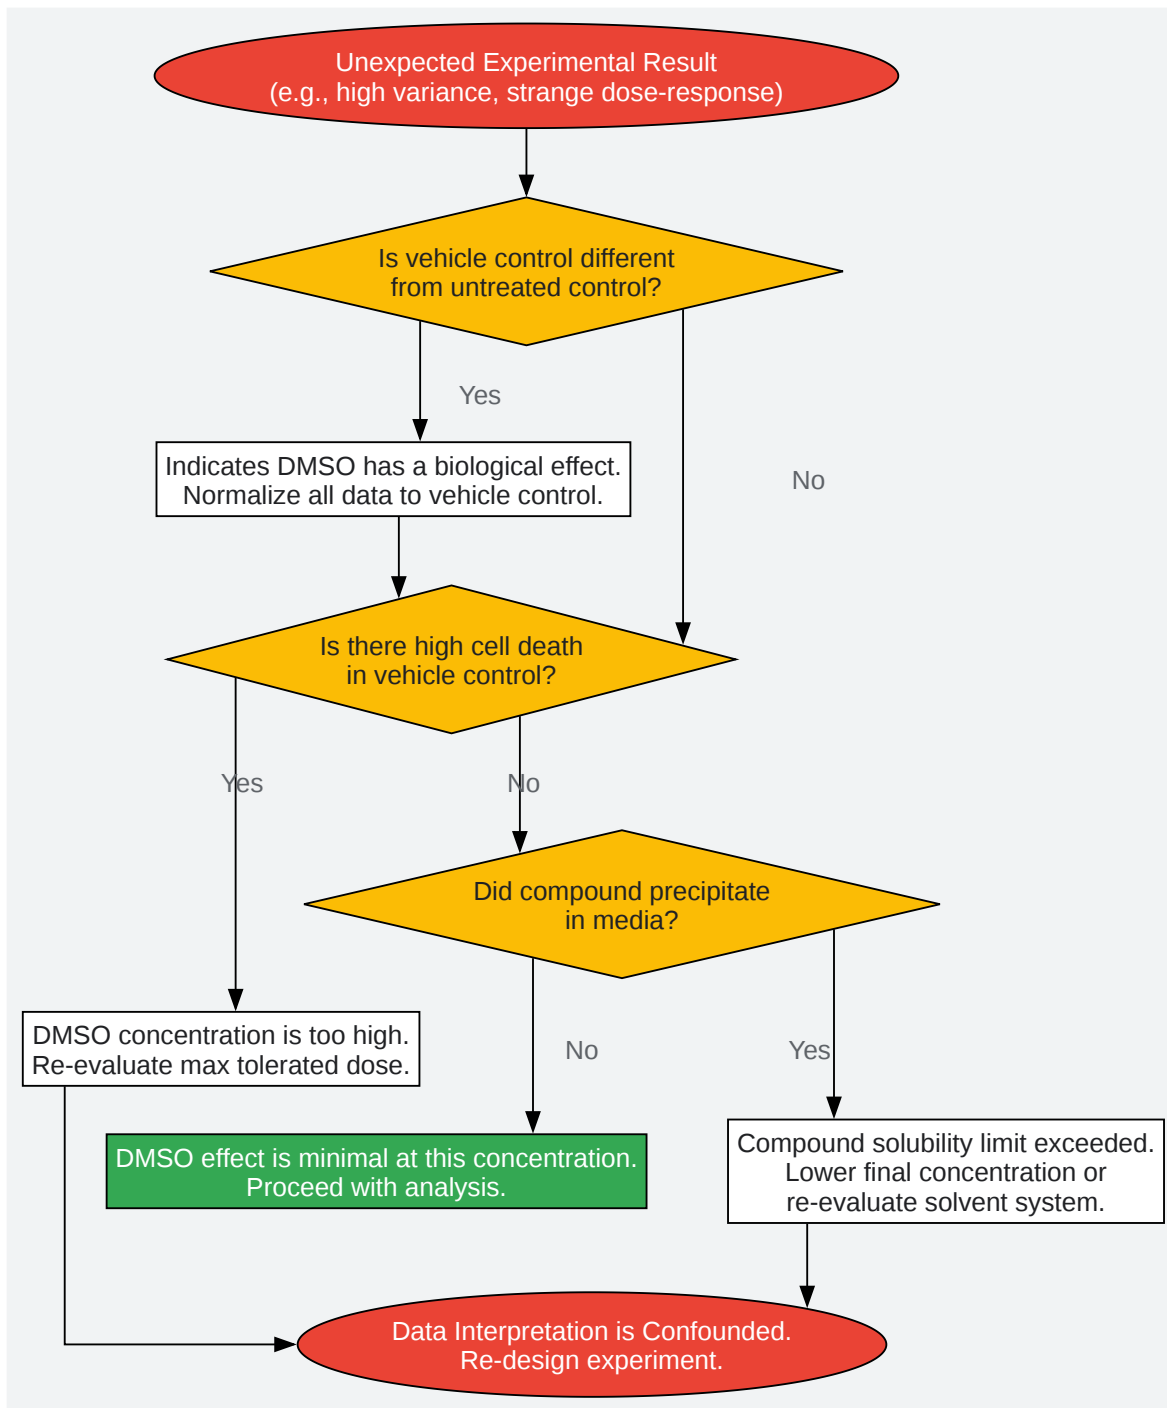 Unexpected Experimental Result
(e.g., high variance, strange dose-response)
Is vehicle control different
from untreated control?
Yes
Indicates DMSO has a biological effect.
Normalize all data to vehicle control.
No
Is there high cell death
in vehicle control?
Yes
No
Did compound precipitate
in media?
DMSO concentration is too high.
Re-evaluate max tolerated dose.
No
Yes
DMSO effect is minimal at this concentration.
Proceed with analysis.
Compound solubility limit exceeded.
Lower final concentration or
re-evaluate solvent system.
Data Interpretation is Confounded.
Re-design experiment.